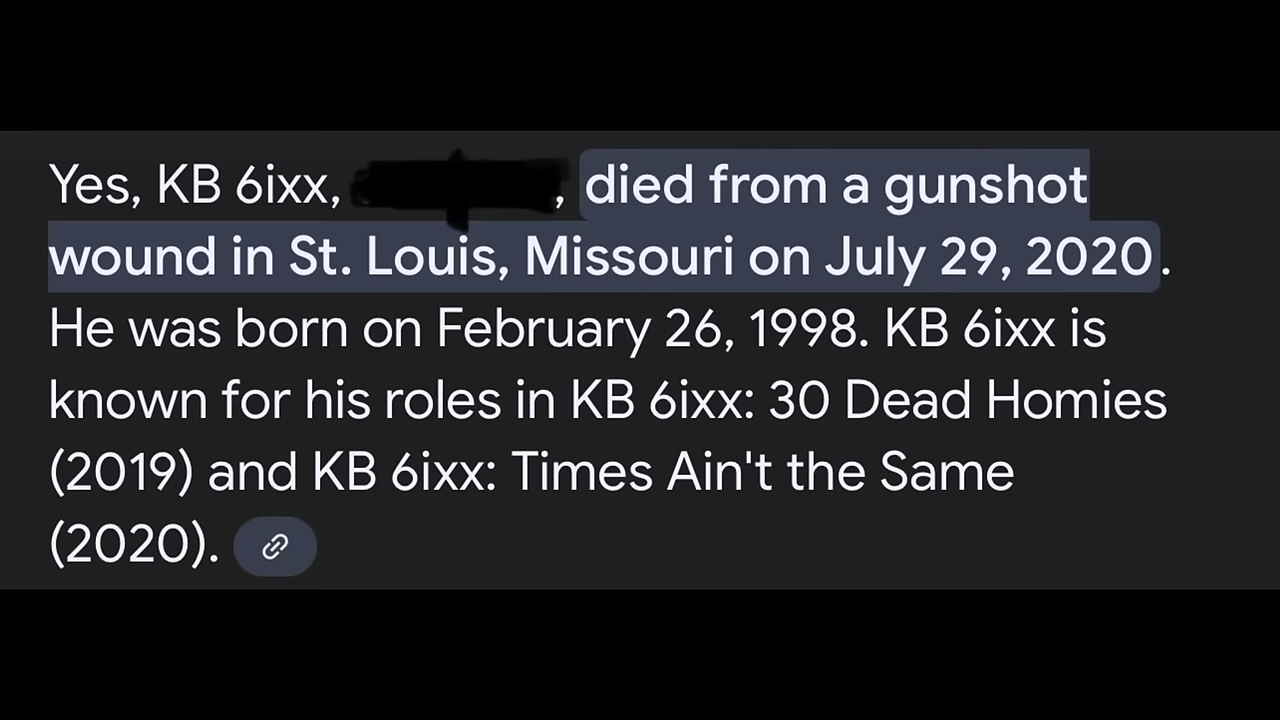 Yes, KB 6ixx, , died from a gunshot
wound in St. Louis, Missouri on July 29, 2020.
He was born on February 26, 1998. KB 6ixx is
known for his roles in KB 6ixx: 30 Dead Homies
(2019) and KB 6ixx: Times Ain't the Same
(2020).